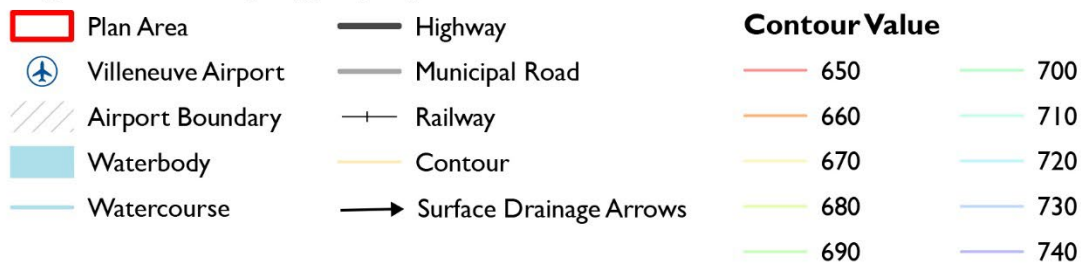 Plan Area
Villeneuve Airport
Airport Boundary
Waterbody
Watercourse
Highway
Municipal Road
Railway
Contour
Surface Drainage Arrows
Contour Value
650
660
670
680
690
700
710
720
730
740